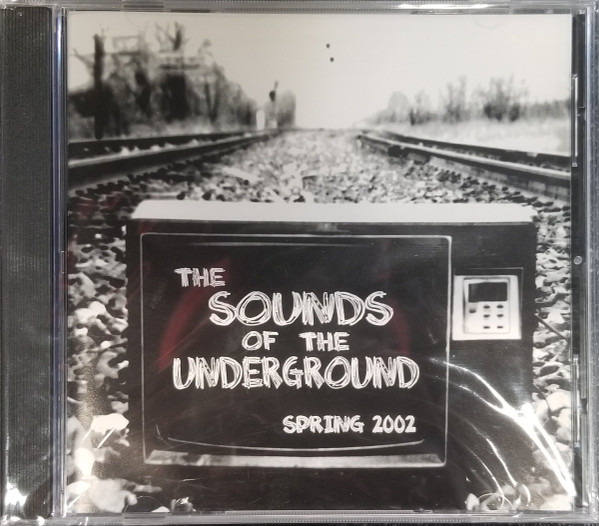 THE
SOUNDS
OF THE
UNDERGROUND
SPRING 2002